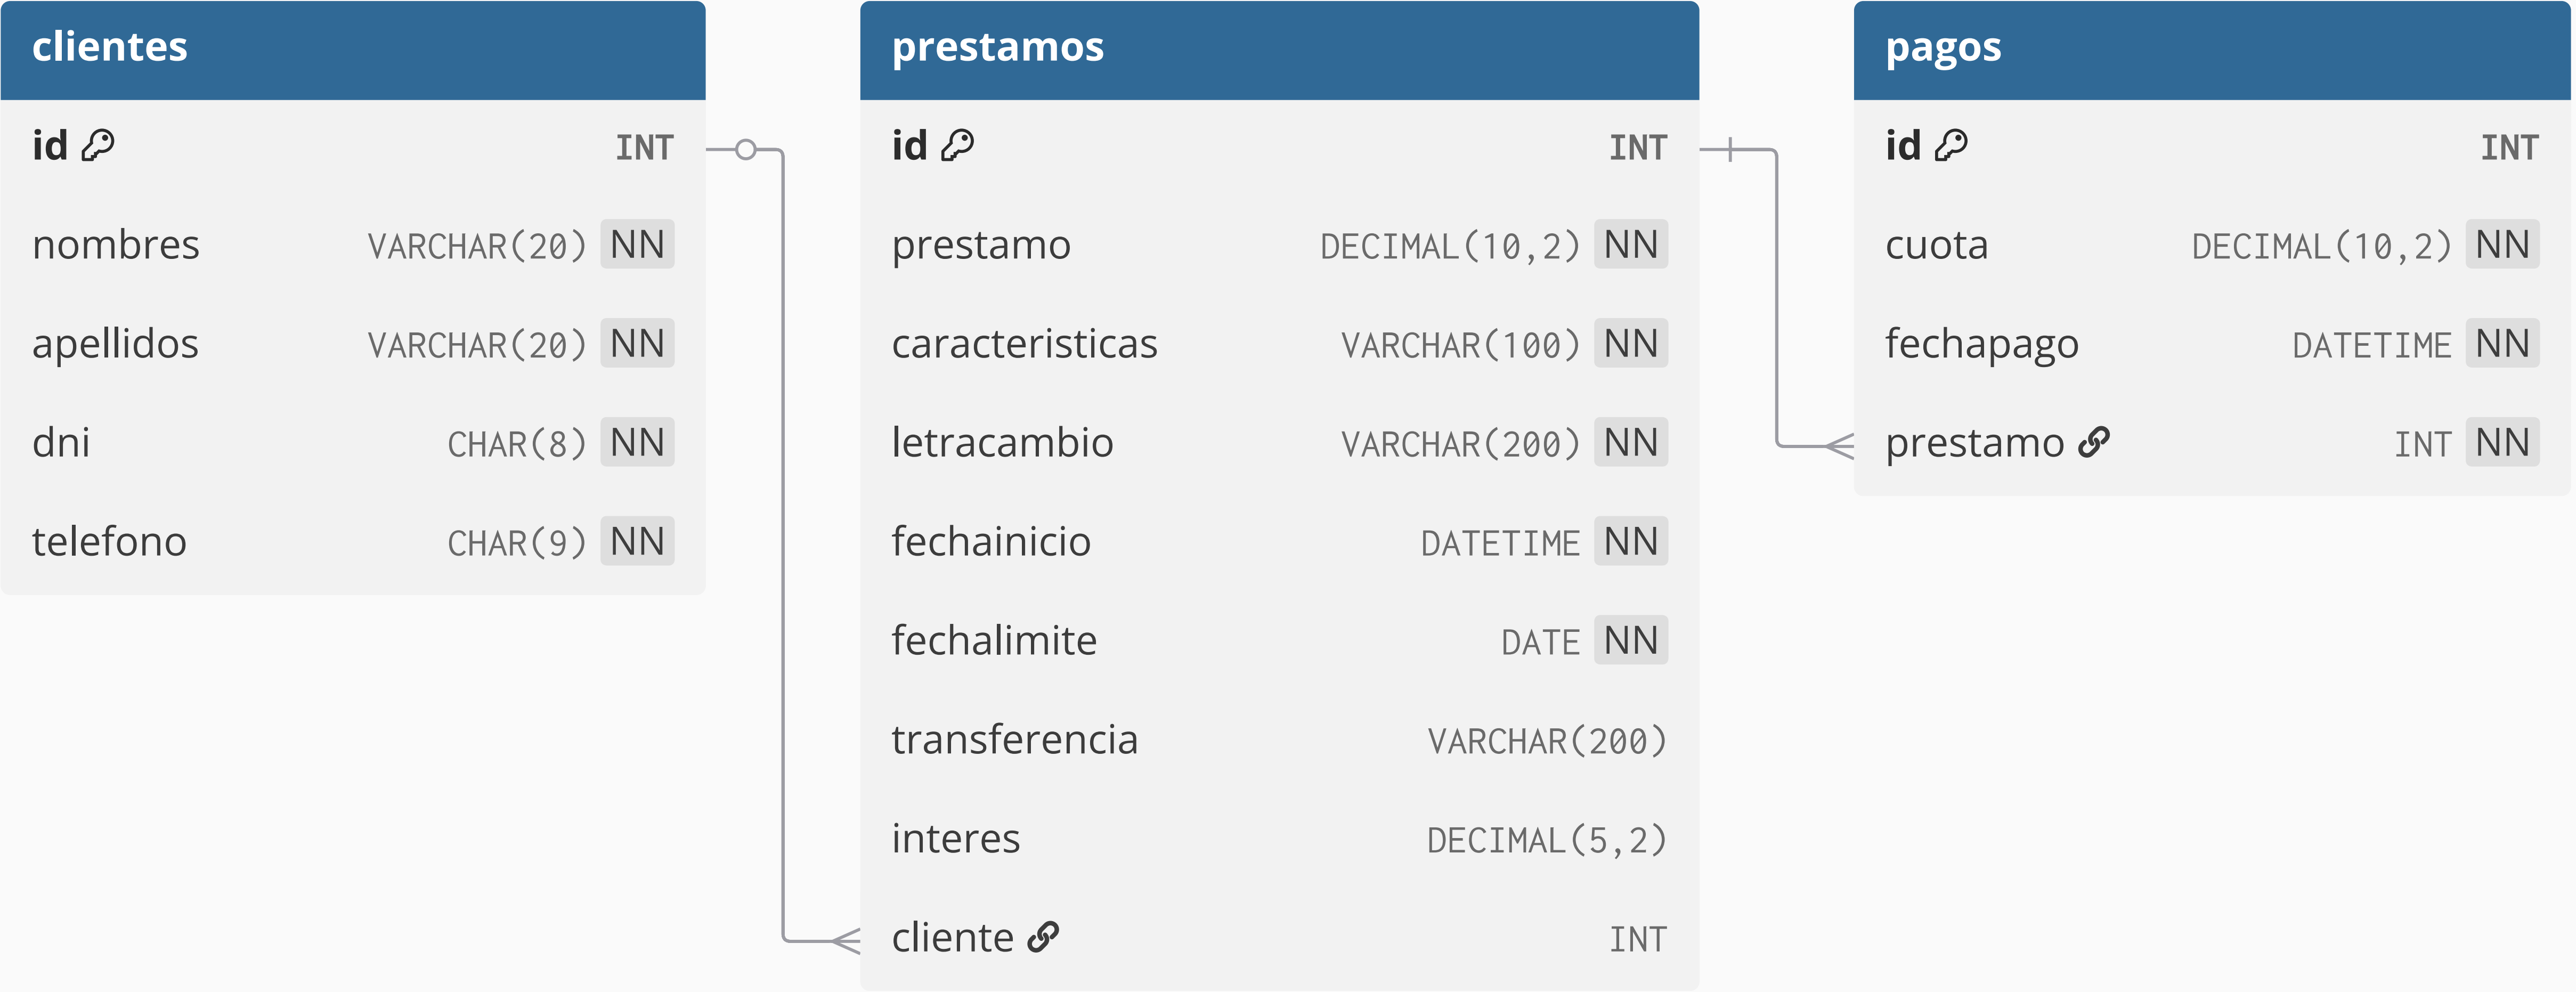 clientes
id INT
nombres VARCHAR(20) NN
apellidos VARCHAR(20) NN
dni CHAR(8) NN
telefono CHAR(9) NN
prestamos
id INT
prestamo DECIMAL(10,2) NN
caracteristicas VARCHAR(100) NN
letracambio VARCHAR(200) NN
fechainicio DATETIME NN
fechalimite DATE NN
transferencia VARCHAR(200)
interes DECIMAL(5,2)
cliente INT
pagos
id INT
cuota DECIMAL(10,2) NN
fechapago DATETIME NN
prestamo INT NN